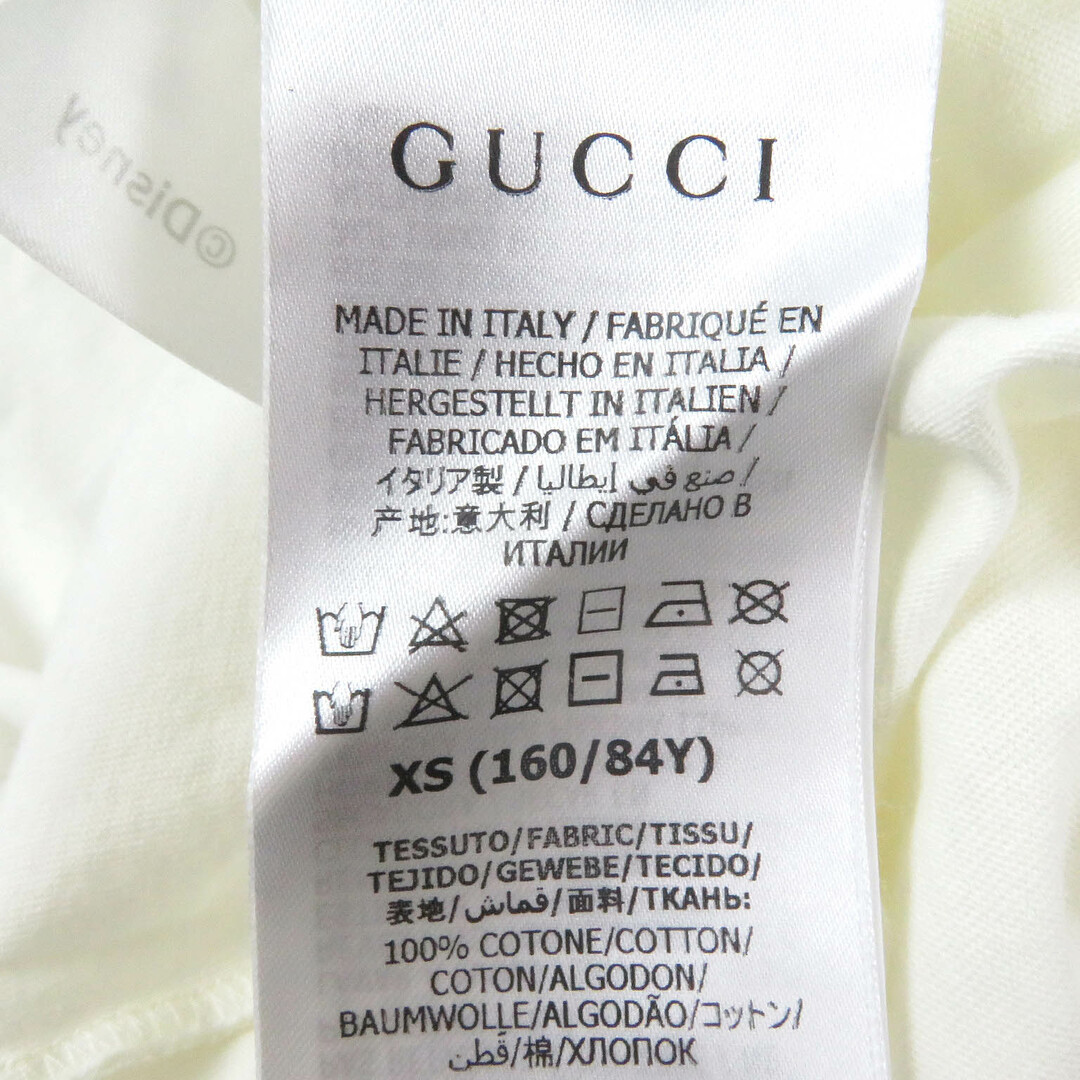 ©Disney
GUCCI
MADE IN ITALY / FABRIQUÉ EN
ITALIE / HECHO EN ITALIA /
HERGESTELLT IN ITALIEN /
FABRICADO EM ITÁLIA /
イタリア製 / صنع في إيطاليا /
产地:意大利 / СДЕЛАНО В
ИТАЛИИ
XS (160/84Y)
TESSUTO/FABRIC/TISSU/
TEJIDO/GEWEBE/TECIDO/
表地/قماش/面料/ТКАНЬ:
100% COTONE/COTTON/
COTON/ALGODON/
BAUMWOLLE/ALGODÃO/コットン/
قطن/棉/ХЛОПОК